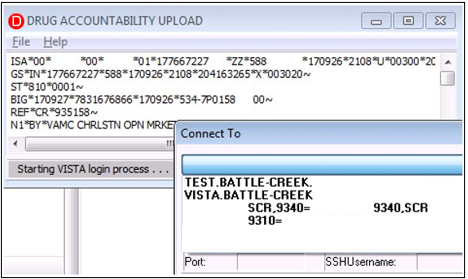 DRUG ACCOUNTABILITY UPLOAD
File Help
ISA*00* *00* *01*177667227 *ZZ*588 *170926*2108*U*00300*20
GS*IN*177667227*588*170926*2108*204163265*X*003020~
ST*810*0001~
BIG*170927*7831676866*170926*534-7P0158 00~
REF*CR*935158~
N1*BY*VAMC CHRLSTN OPN MRKET
Starting VISTA login process . . .
Connect To
TEST.BATTLE-CREEK.
VISTA.BATTLE-CREEK
SCR,9340= 9340,SCR
9310=
Port: SSHUsername: